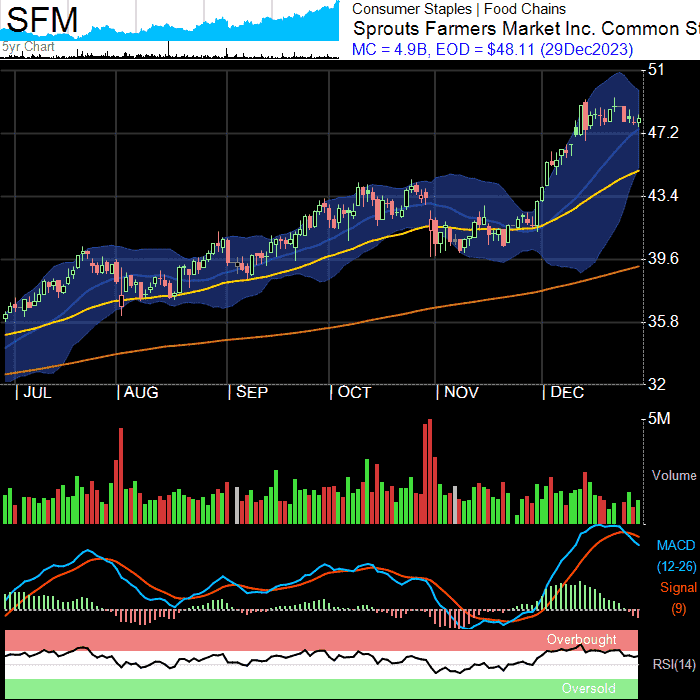 SFM
5yr Chart
Consumer Staples | Food Chains
Sprouts Farmers Market Inc. Common St
MC = 4.9B, EOD = $48.11 (29Dec2023)
51
47.2
43.4
39.6
35.8
32
| JUL | AUG | SEP | OCT | NOV | DEC
5M
Volume
MACD
(12-26)
Signal
(9)
Overbought
RSI(14)
Oversold